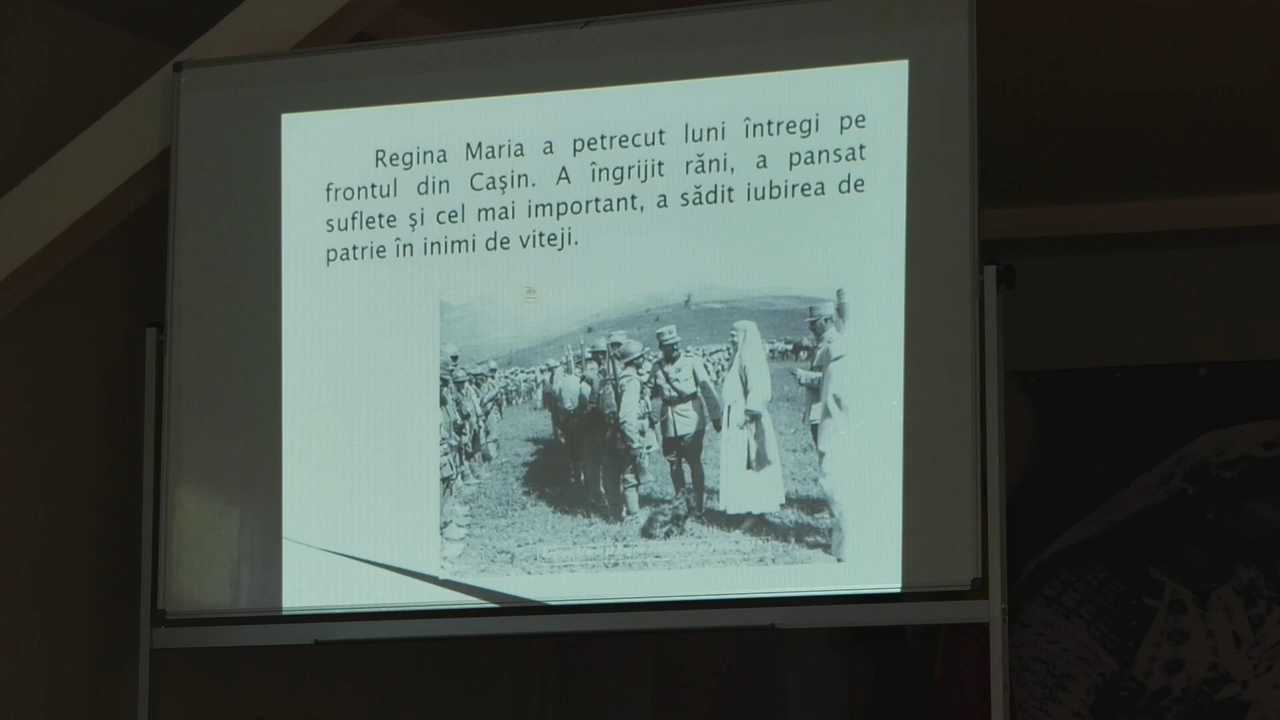 Regina Maria a petrecut luni întregi pe
frontul din Caşin. A îngrijit răni, a pansat
suflete şi cel mai important, a sădit iubirea de
patrie în inimi de viteji.